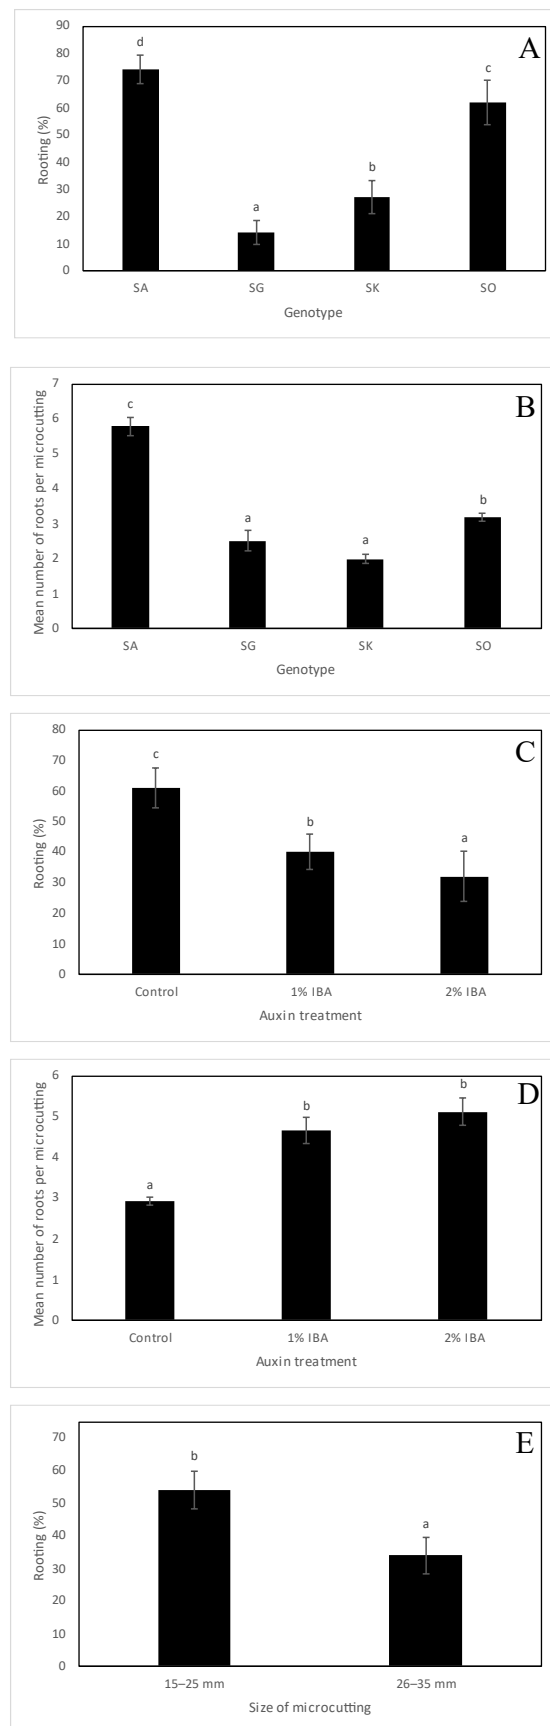 A
90
80
70
60
50
40
30
20
10
0
Rooting (%)
d
a
b
c
SA SG SK SO
Genotype
B
7
6
5
4
3
2
1
0
Mean number of roots per microcutting
c
a
a
b
SA SG SK SO
Genotype
C
80
70
60
50
40
30
20
10
0
Rooting (%)
c
b
a
Control 1% IBA 2% IBA
Auxin treatment
D
6
5
4
3
2
1
0
Mean number of roots per microcutting
a
b
b
Control 1% IBA 2% IBA
Auxin treatment
E
70
60
50
40
30
20
10
0
Rooting (%)
b
a
15–25 mm 26–35 mm
Size of microcutting